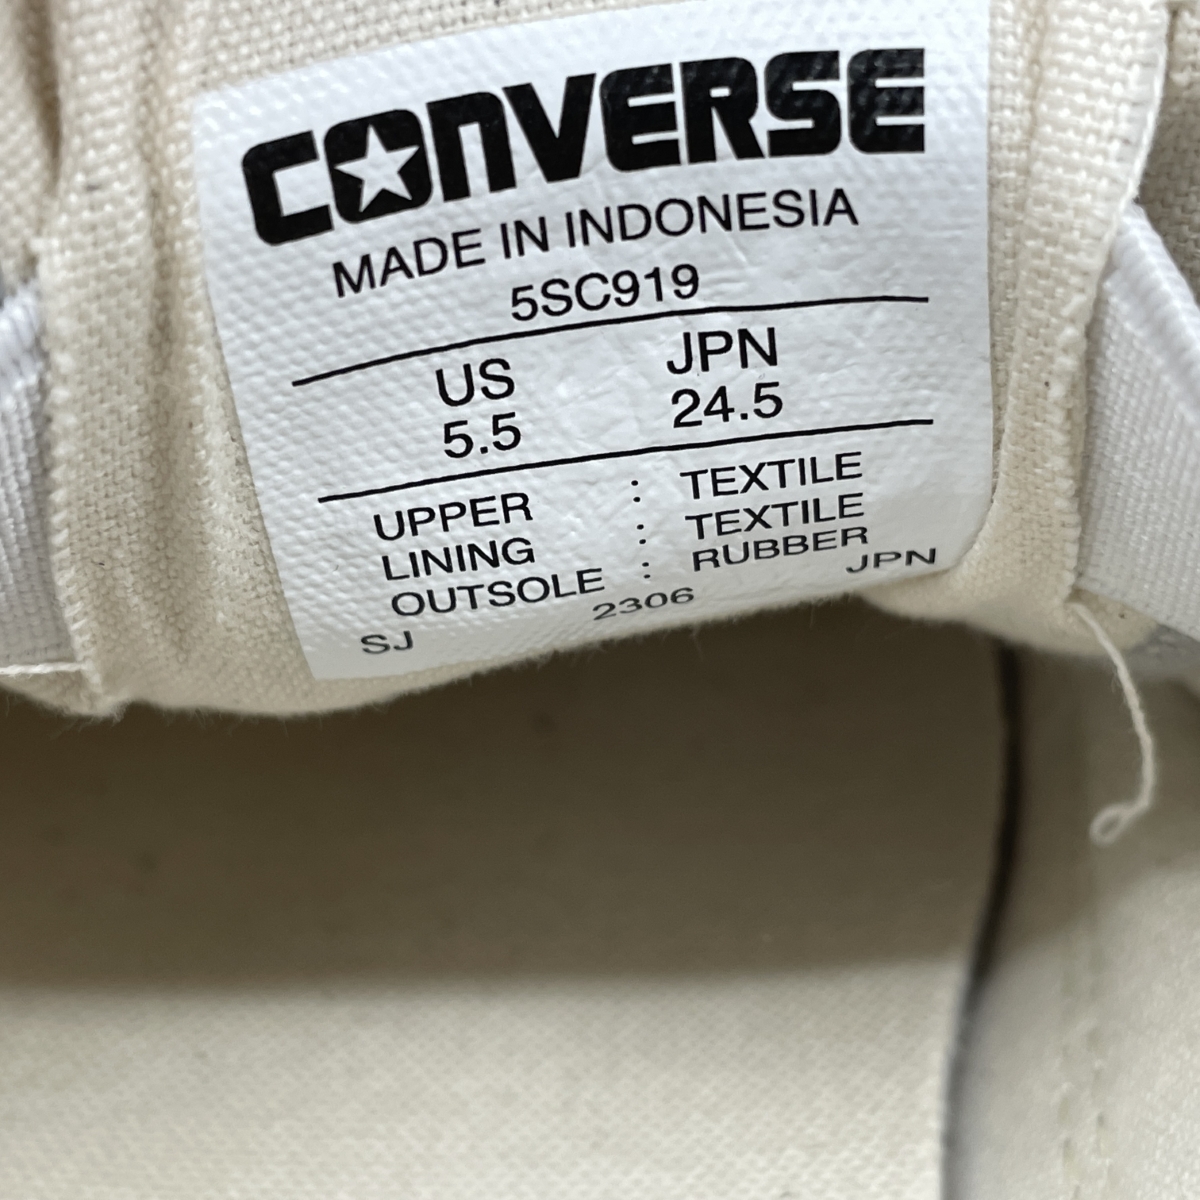 CONVERSE
MADE IN INDONESIA
5SC919
US JPN
5.5 24.5
UPPER : TEXTILE
LINING : TEXTILE
OUTSOLE : RUBBER
SJ 2306 JPN